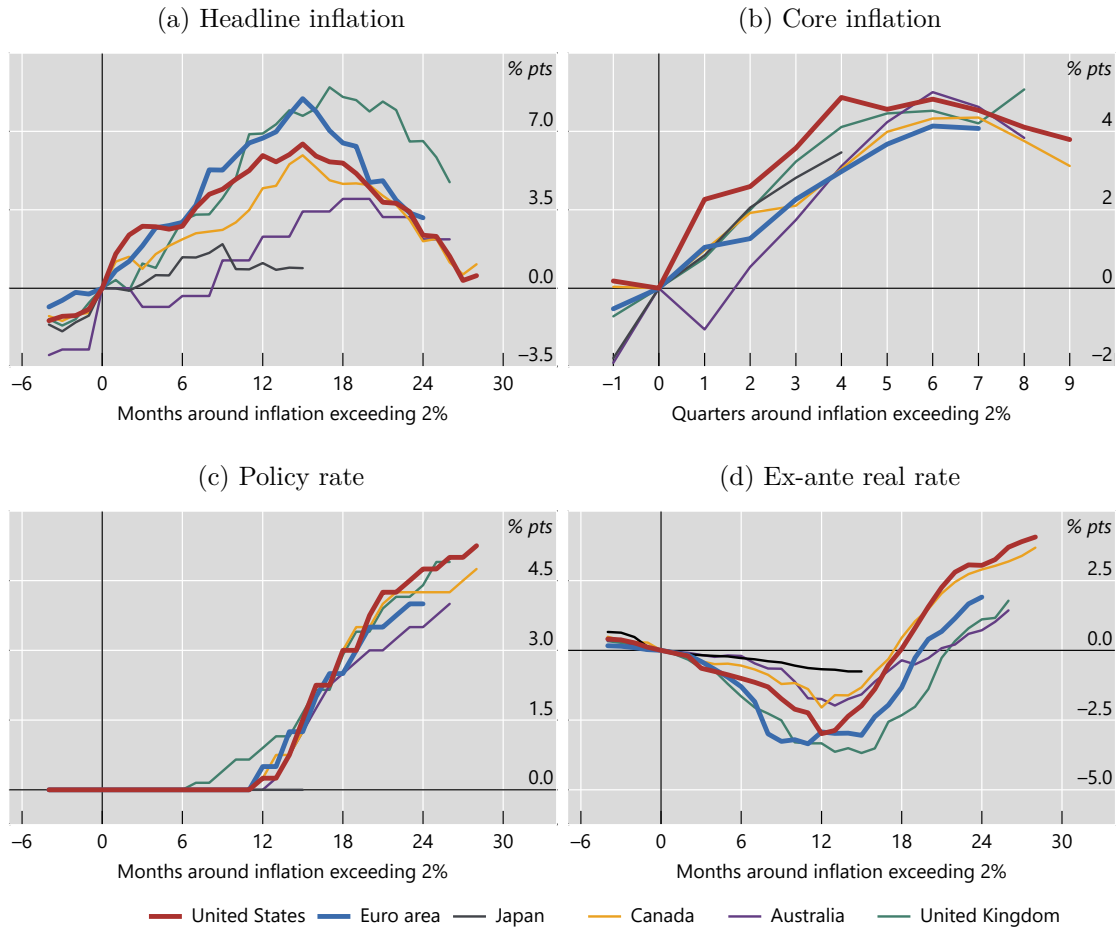 (a) Headline inflation
% pts
7.0
3.5
0.0
−3.5
−6 0 6 12 18 24 30
Months around inflation exceeding 2%
(b) Core inflation
% pts
4
2
0
−2
−1 0 1 2 3 4 5 6 7 8 9
Quarters around inflation exceeding 2%
(c) Policy rate
% pts
4.5
3.0
1.5
0.0
−6 0 6 12 18 24 30
Months around inflation exceeding 2%
(d) Ex-ante real rate
% pts
2.5
0.0
−2.5
−5.0
−6 0 6 12 18 24 30
Months around inflation exceeding 2%
United States Euro area Japan Canada Australia United Kingdom